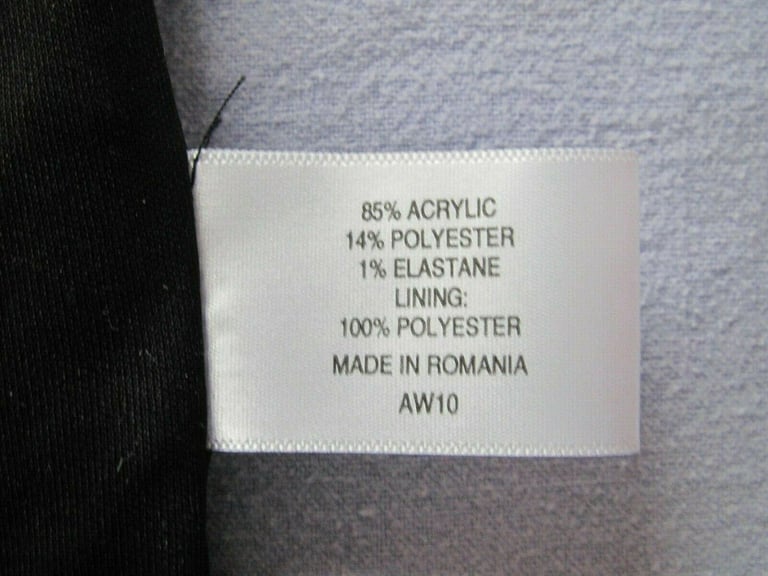 85% ACRYLIC
14% POLYESTER
1% ELASTANE
LINING:
100% POLYESTER
MADE IN ROMANIA
AW10